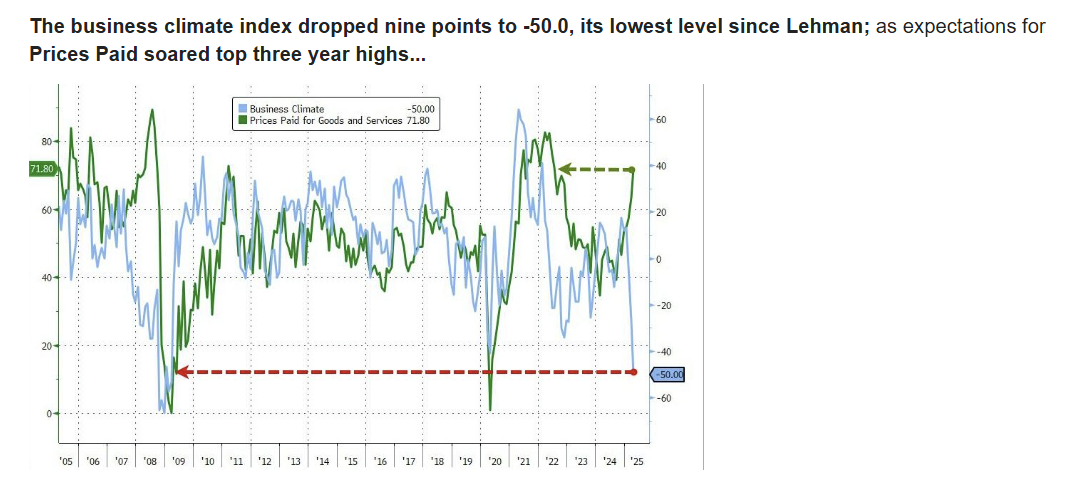 The business climate index dropped nine points to -50.0, its lowest level since Lehman; as expectations for
Prices Paid soared top three year highs...
Business Climate -50.00
Prices Paid for Goods and Services 71.80
80
71.80
60
40
20
0
60
40
20
0
-20
-40
-50.00
-60
'05 '06 '07 '08 '09 '10 '11 '12 '13 '14 '15 '16 '17 '18 '19 '20 '21 '22 '23 '24 '25